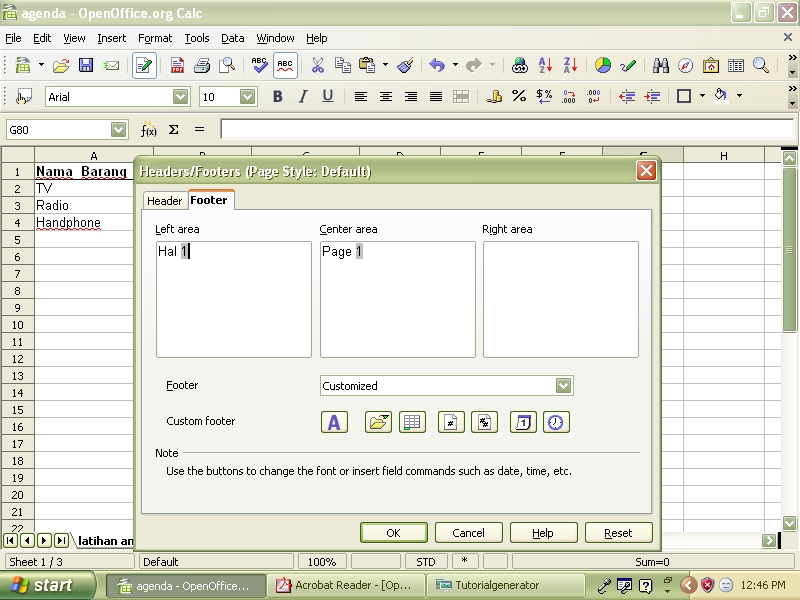 agenda - OpenOffice.org Calc
File Edit View Insert Format Tools Data Window Help
Arial 10 B I U
G80 f(x) Σ =
A H
1 Nama Barang
2 TV
3 Radio
4 Handphone
5
6
7
8
9
10
11
12
13
14
15
16
17
18
19
20
21
22
Headers/Footers (Page Style: Default)
Header Footer
Left area Center area Right area
Hal 1 Page 1
Footer Customized
Custom footer A
Note
Use the buttons to change the font or insert field commands such as date, time, etc.
OK Cancel Help Reset
latihan an
Sheet 1 / 3 Default 100% STD * Sum=0
start agenda - OpenOffice... Acrobat Reader - [Op... Tutorialgenerator 12:46 PM